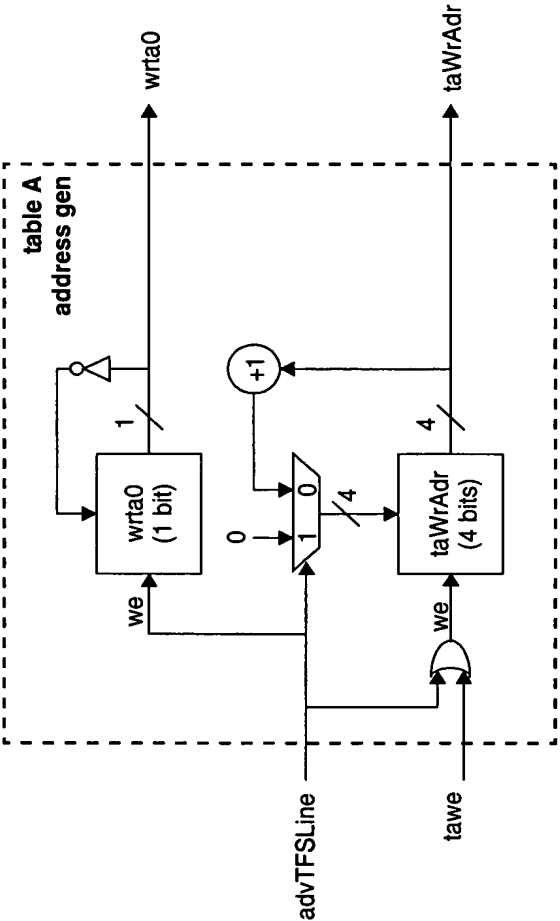 table A
address gen
wrta0
taWrAdr
1
wrta0
(1 bit)
we
+1
0
1 0
4
4
taWrAdr
(4 bits)
we
advTFSLine
tawe